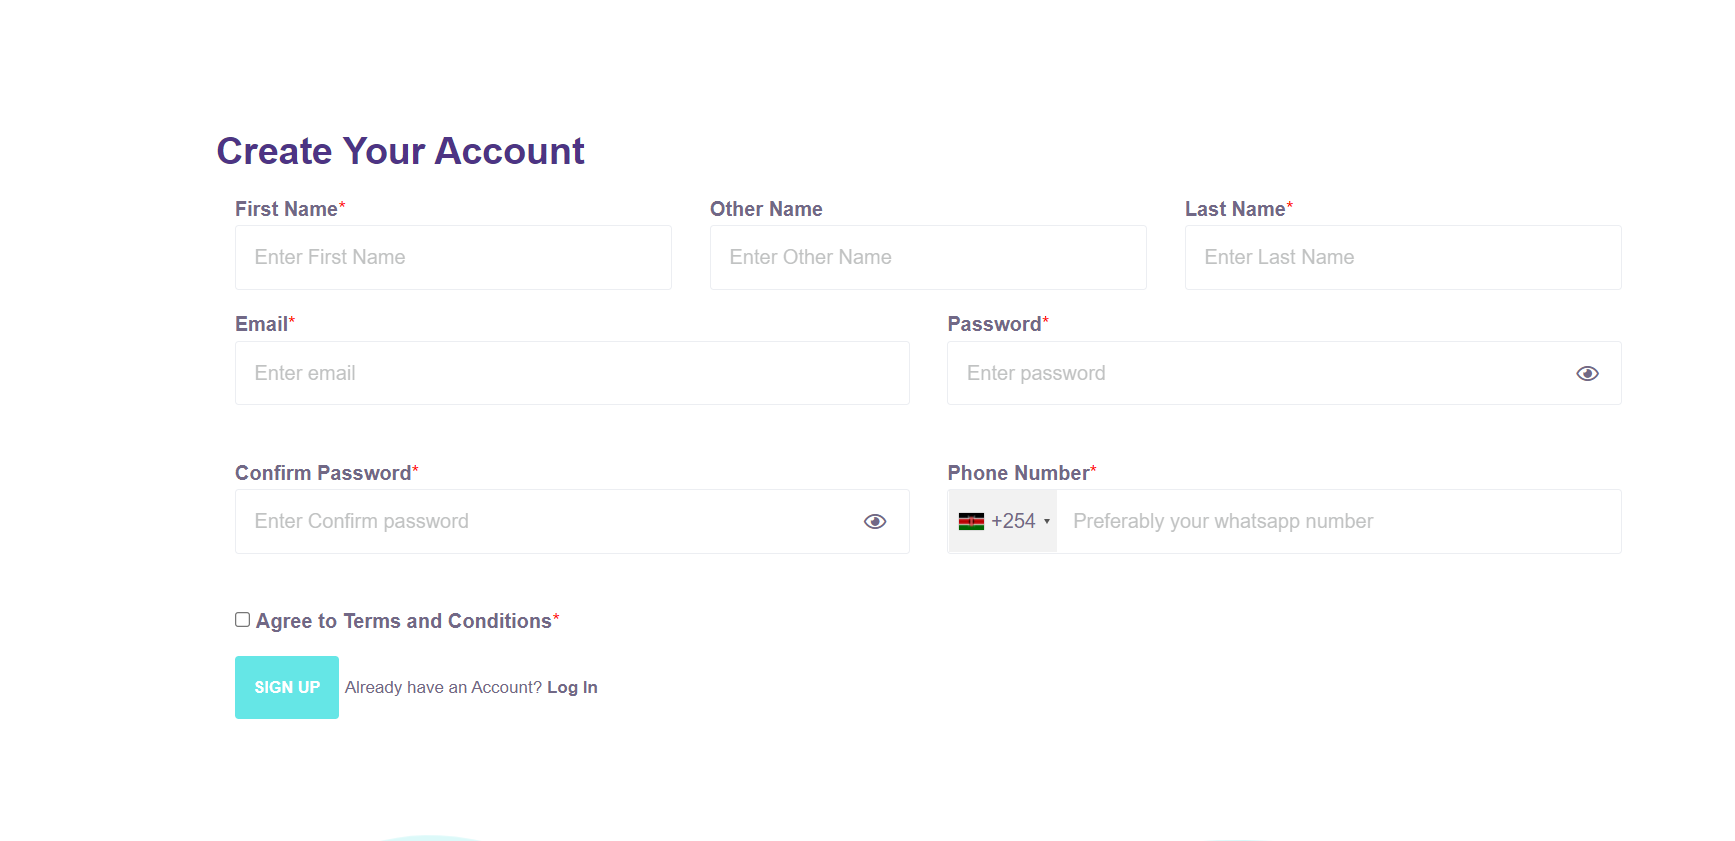 Create Your Account
First Name* Other Name Last Name*
Enter First Name Enter Other Name Enter Last Name
Email* Password*
Enter email Enter password
Confirm Password* Phone Number*
Enter Confirm password +254 Preferably your whatsapp number
Agree to Terms and Conditions*
SIGN UP Already have an Account? Log In